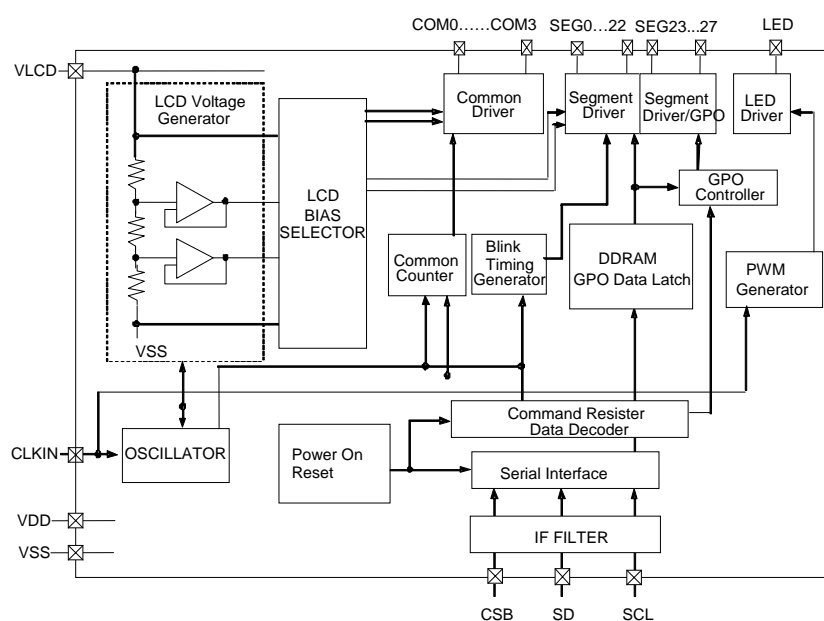 COM0......COM3 SEG0...22 SEG23...27 LED
VLCD
LCD Voltage
Generator
Common
Driver
Segment
Driver
Segment
Driver/GPO
LED
Driver
LCD
BIAS
SELECTOR
GPO
Controller
Common
Counter
Blink
Timing
Generator
DDRAM
GPO Data Latch
PWM
Generator
VSS
Command Resister
Data Decoder
CLKIN
OSCILLATOR
Power On
Reset
Serial Interface
VDD
VSS
IF FILTER
CSB SD SCL